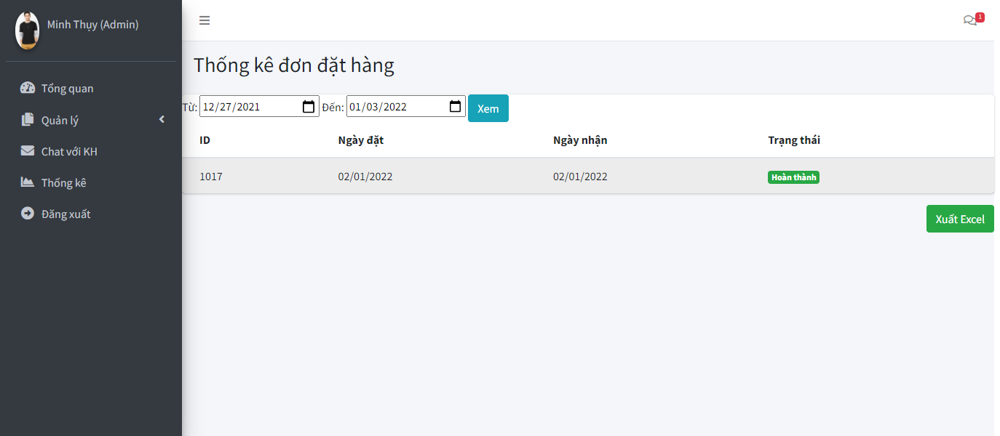 Minh Thụy (Admin)
Tổng quan
Quản lý
Chat với KH
Thống kê
Đăng xuất
1
Thống kê đơn đặt hàng
Từ: 12/27/2021 Đến: 01/03/2022 Xem
ID Ngày đặt Ngày nhận Trạng thái
1017 02/01/2022 02/01/2022 Hoàn thành
Xuất Excel